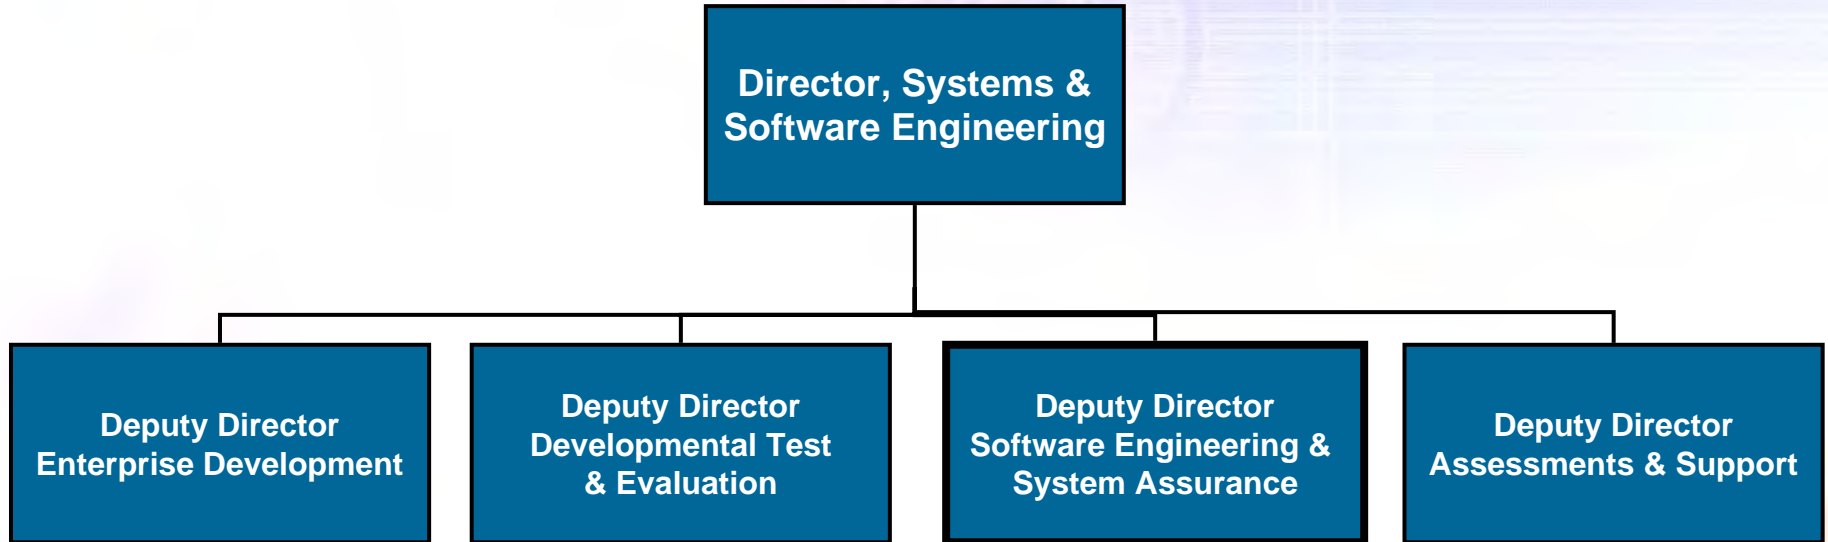 Director, Systems &
Software Engineering
Deputy Director
Enterprise Development
Deputy Director
Developmental Test
& Evaluation
Deputy Director
Software Engineering &
System Assurance
Deputy Director
Assessments & Support